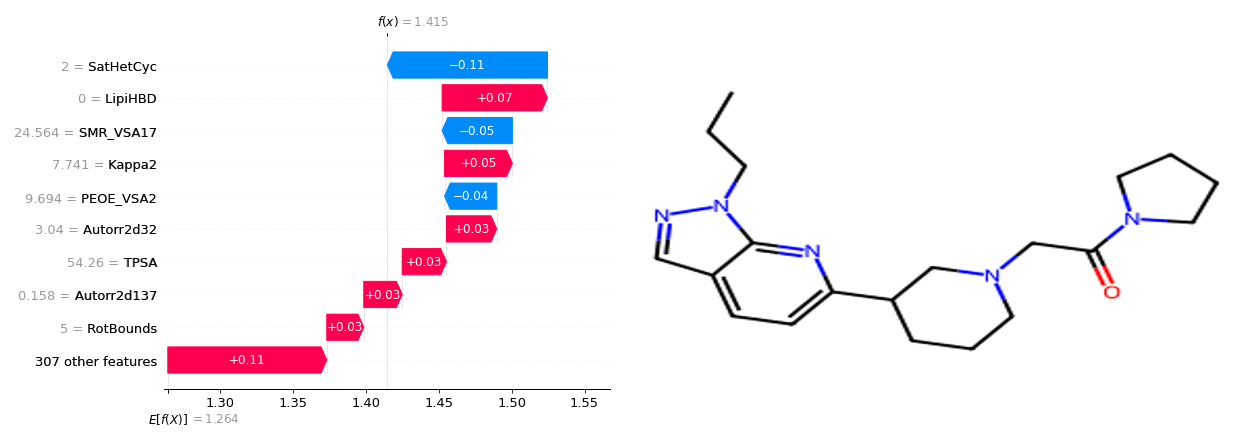 f(x) = 1.415
2 = SatHetCyc
−0.11
0 = LipiHBD
+0.07
24.564 = SMR_VSA17
−0.05
7.741 = Kappa2
+0.05
9.694 = PEOE_VSA2
−0.04
3.04 = Autorr2d32
+0.03
54.26 = TPSA
+0.03
0.158 = Autorr2d137
+0.03
5 = RotBounds
+0.03
307 other features
+0.11
1.30 1.35 1.40 1.45 1.50 1.55
E[f(X)] = 1.264
N
N
N
N
N
O